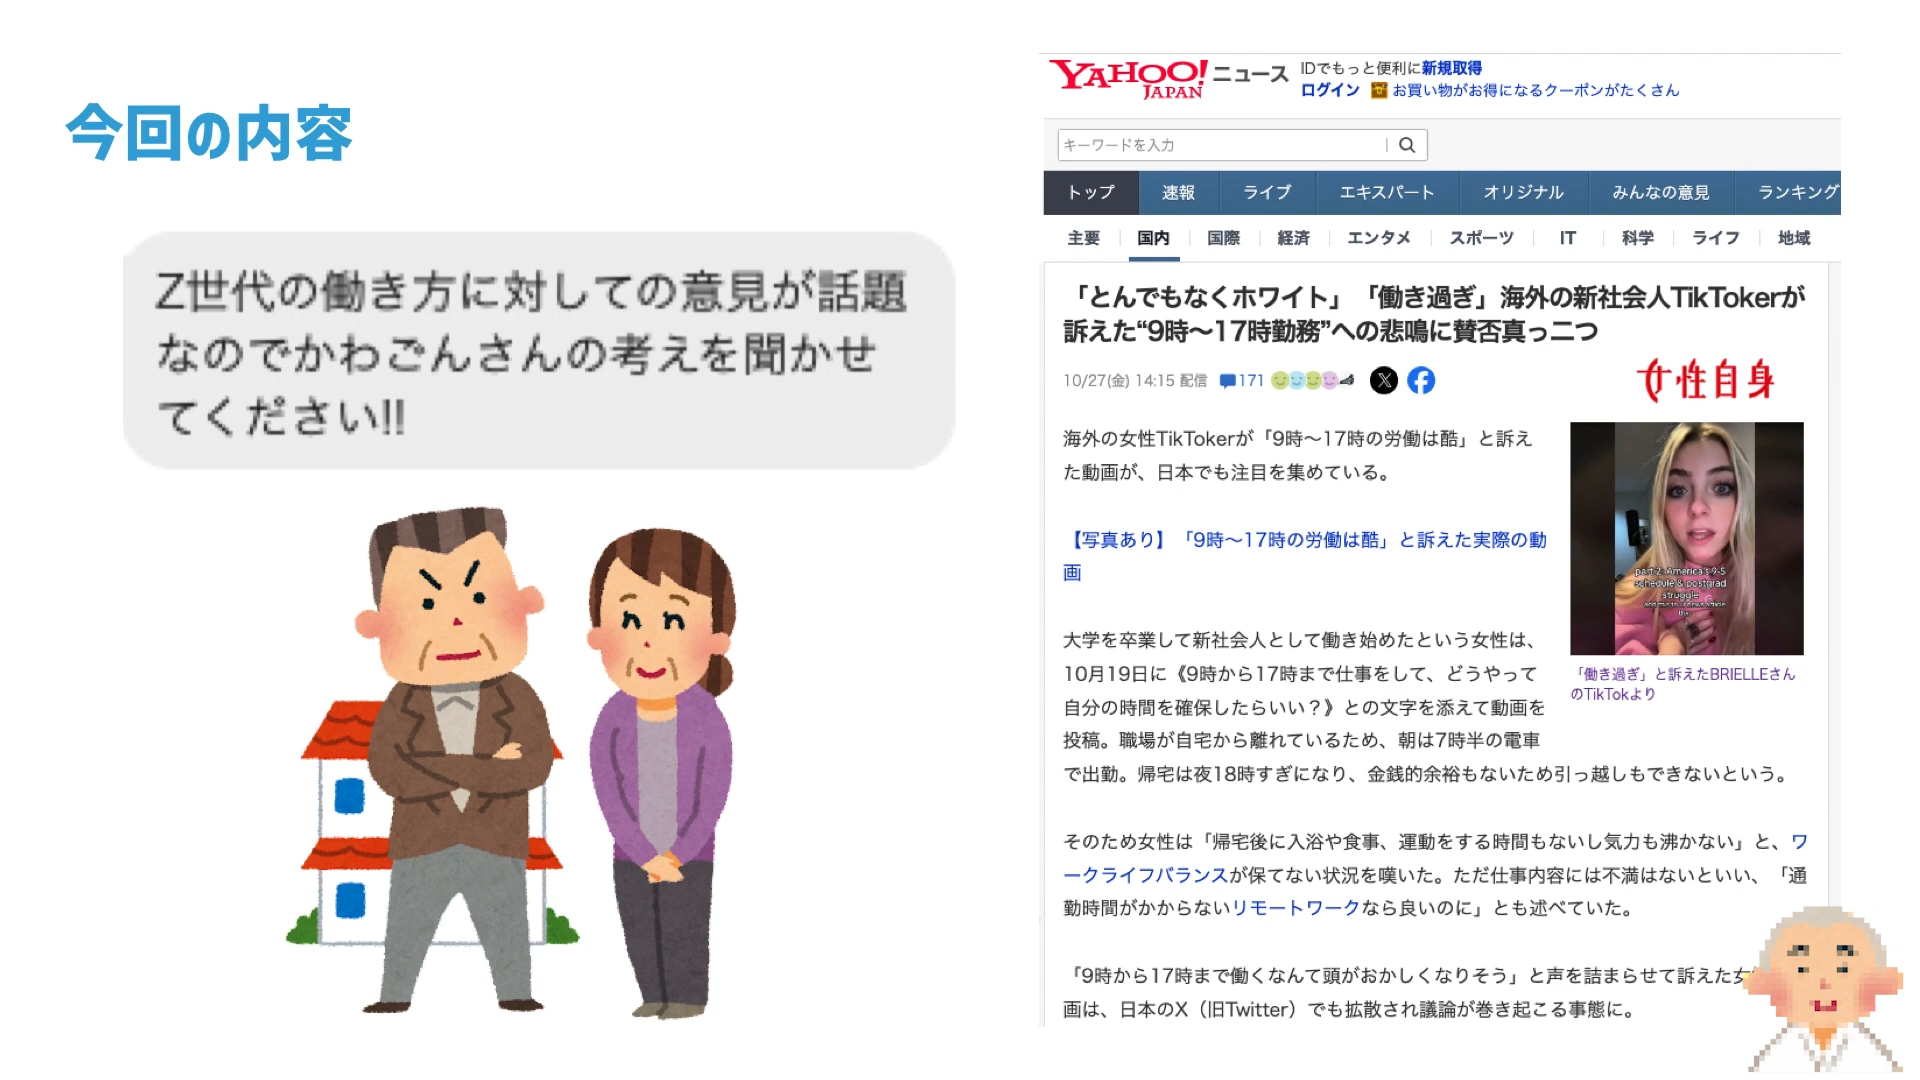 今回の内容
Z世代の働き方に対しての意見が話題
なのでかわごんさんの考えを聞かせ
てください!!
YAHOO! JAPAN ニュース
IDでもっと便利に新規取得
ログイン お買い物がお得になるクーポンがたくさん
キーワードを入力
トップ 速報 ライブ エキスパート オリジナル みんなの意見 ランキング
主要 国内 国際 経済 エンタメ スポーツ IT 科学 ライフ 地域
「とんでもなくホワイト」「働き過ぎ」海外の新社会人TikTokerが
訴えた“9時〜17時勤務”への悲鳴に賛否真っ二つ
10/27(金) 14:15 配信 171
女性自身
海外の女性TikTokerが「9時〜17時の労働は酷」と訴え
た動画が、日本でも注目を集めている。
【写真あり】「9時〜17時の労働は酷」と訴えた実際の動
画
大学を卒業して新社会人として働き始めたという女性は、
10月19日に《9時から17時まで仕事をして、どうやって
自分の時間を確保したらいい？》との文字を添えて動画を
投稿。職場が自宅から離れているため、朝は7時半の電車
で出勤。帰宅は夜18時すぎになり、金銭的余裕もないため引っ越しもできないという。
part 2: America's 9-5
schedule & postgrad
struggle
「働き過ぎ」と訴えたBRIELLEさん
のTikTokより
そのため女性は「帰宅後に入浴や食事、運動をする時間もないし気力も沸かない」と、ワ
ークライフバランスが保てない状況を嘆いた。ただ仕事内容には不満はないといい、「通
勤時間がかからないリモートワークなら良いのに」とも述べていた。
「9時から17時まで働くなんて頭がおかしくなりそう」と声を詰まらせて訴えた女
画は、日本のX（旧Twitter）でも拡散され議論が巻き起こる事態に。